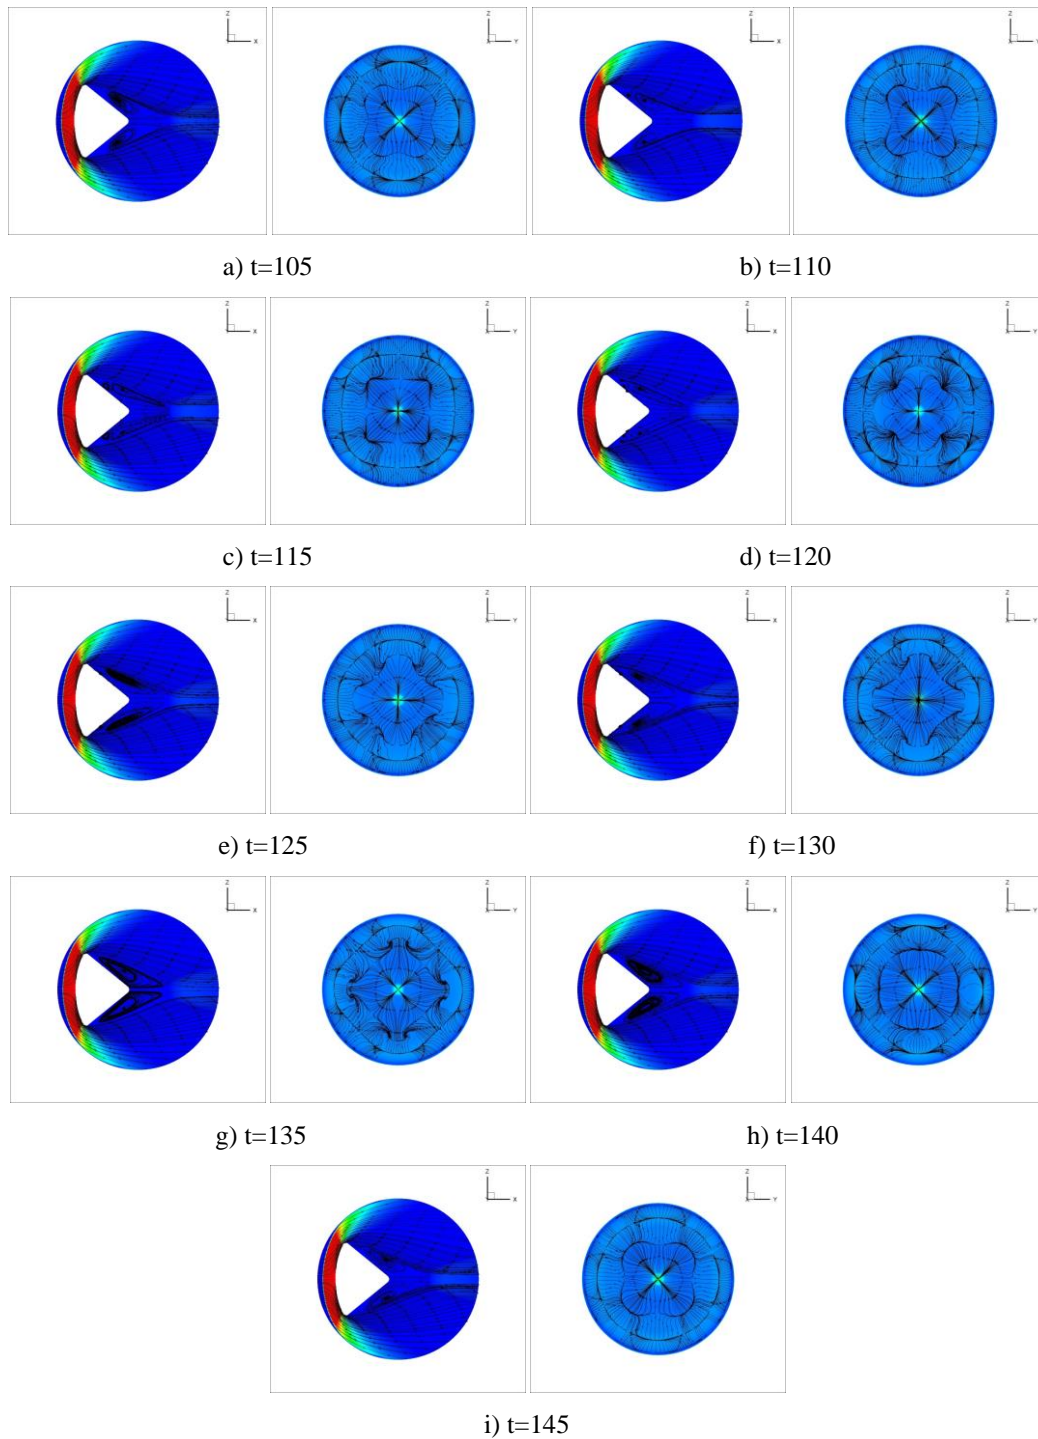 Z
X
Z
X Y
Z
Y X
Z
X Y
a) t=105
b) t=110
Z
Y X
Z
X Y
Z
Y X
Z
X Y
c) t=115
d) t=120
Z
Y X
Z
X Y
Z
Y X
Z
X Y
e) t=125
f) t=130
Z
Y X
Z
X Y
Z
Y X
Z
X Y
g) t=135
h) t=140
Z
Y X
Z
X Y
i) t=145